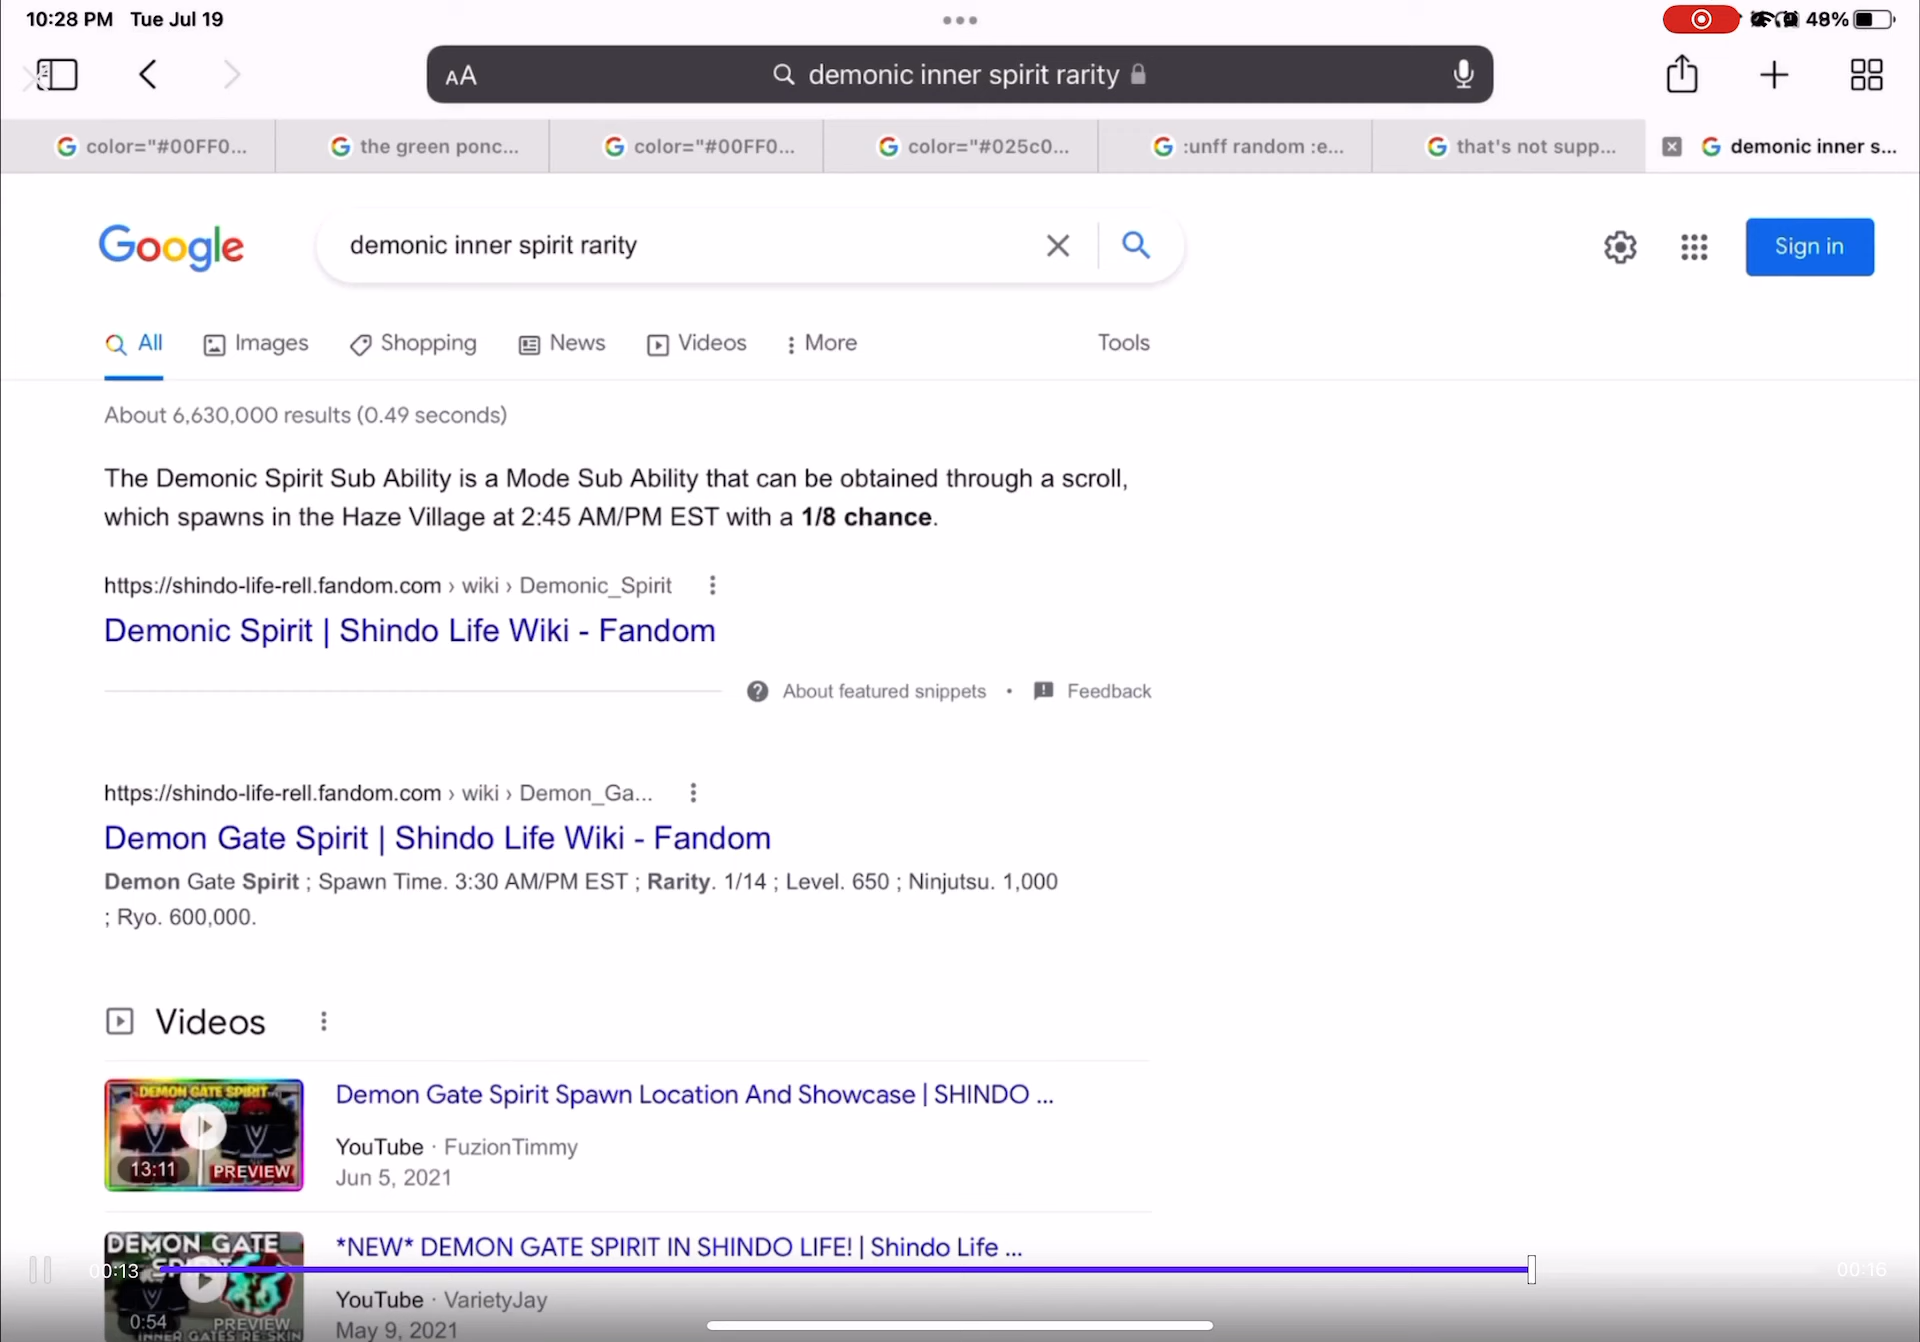 10:28 PM Tue Jul 19
48%
AA demonic inner spirit rarity
color="#00FF0... the green ponc... color="#00FF0... color="#025c0... :unff random :e... that's not supp... demonic inner s...
Google demonic inner spirit rarity Sign in
All Images Shopping News Videos More Tools
About 6,630,000 results (0.49 seconds)
The Demonic Spirit Sub Ability is a Mode Sub Ability that can be obtained through a scroll,
which spawns in the Haze Village at 2:45 AM/PM EST with a 1/8 chance.
https://shindo-life-rell.fandom.com › wiki › Demonic_Spirit
Demonic Spirit | Shindo Life Wiki - Fandom
About featured snippets • Feedback
https://shindo-life-rell.fandom.com › wiki › Demon_Ga...
Demon Gate Spirit | Shindo Life Wiki - Fandom
Demon Gate Spirit ; Spawn Time. 3:30 AM/PM EST ; Rarity. 1/14 ; Level. 650 ; Ninjutsu. 1,000
; Ryo. 600,000.
Videos
DEMON GATE SPIRIT
13:11 PREVIEW
Demon Gate Spirit Spawn Location And Showcase | SHINDO ...
YouTube · FuzionTimmy
Jun 5, 2021
DEMON GATE
*NEW* DEMON GATE SPIRIT IN SHINDO LIFE! | Shindo Life ...
00:13 00:16
YouTube · VarietyJay
0:54 PREVIEW
May 9, 2021
INNER GATES RE SKIN